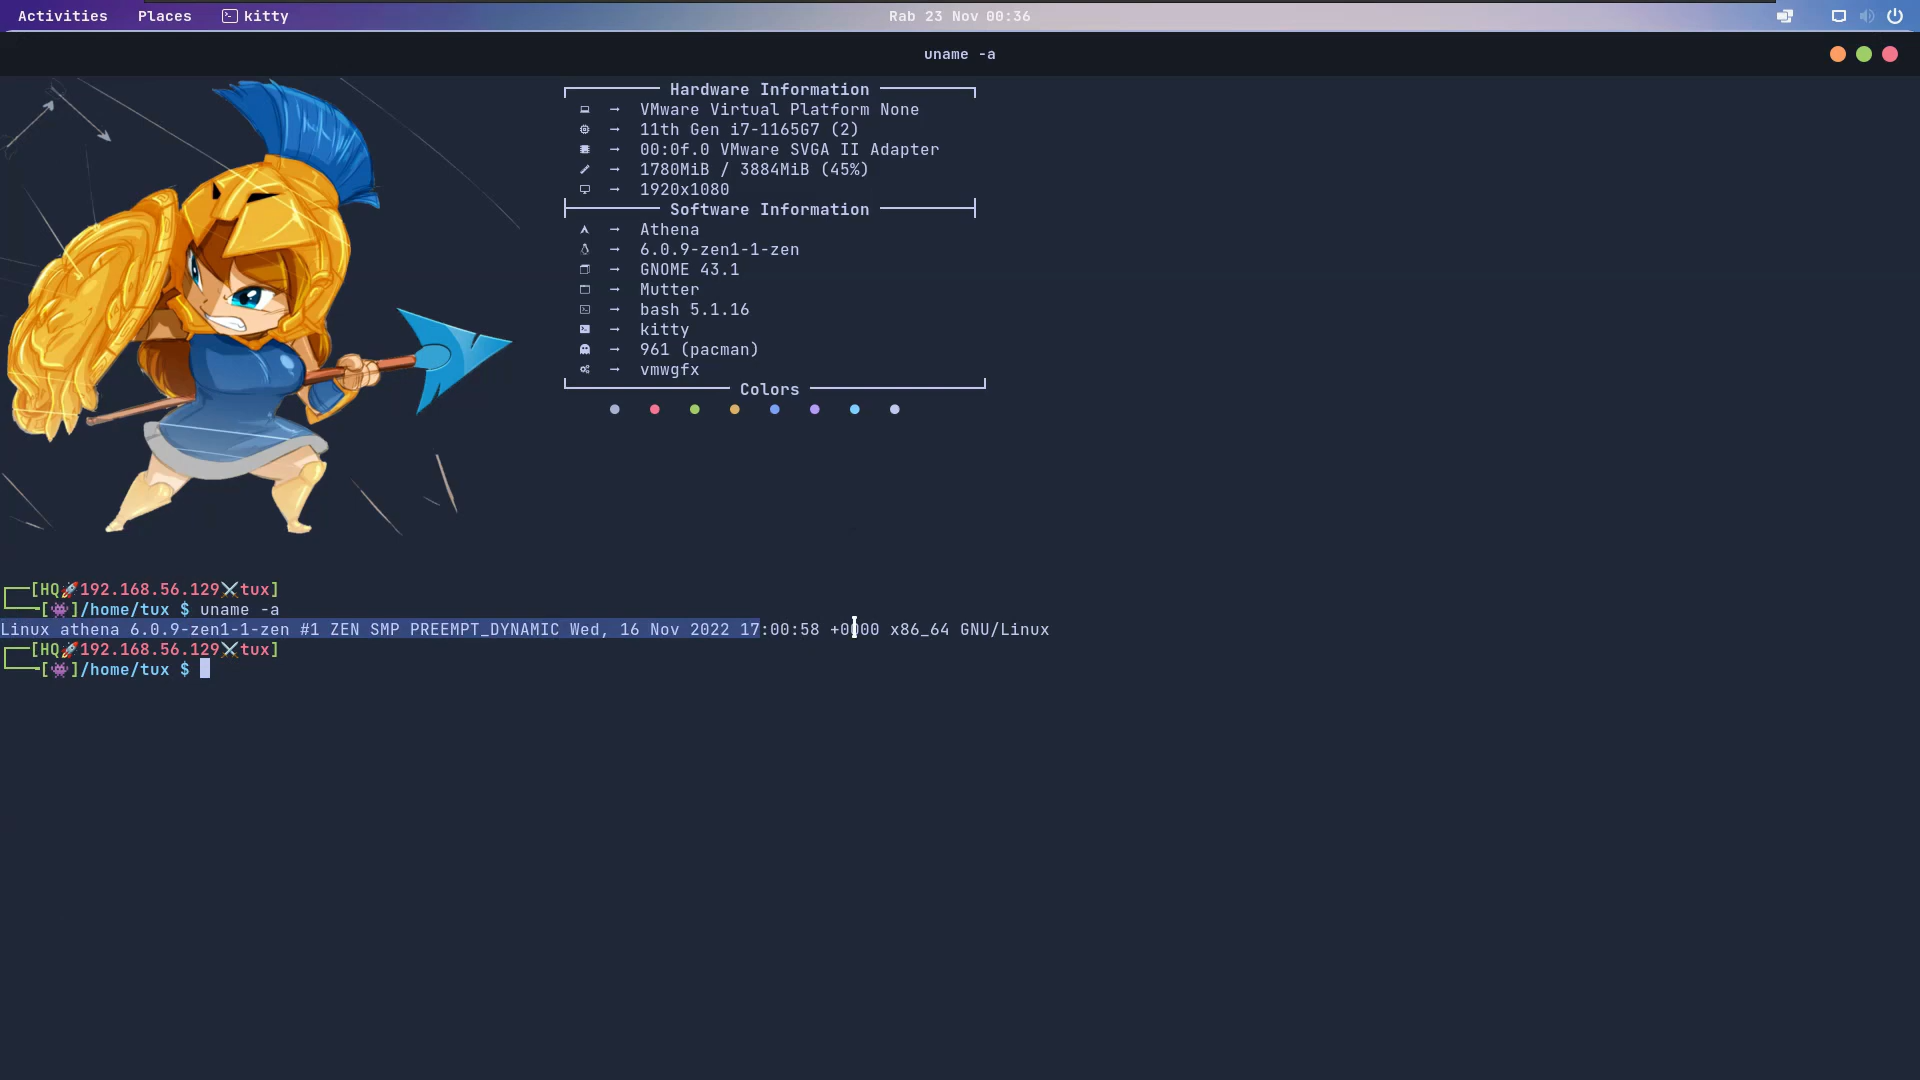 Activities Places kitty Rab 23 Nov 00:36
uname -a
Hardware Information
→ VMware Virtual Platform None
→ 11th Gen i7-1165G7 (2)
→ 00:0f.0 VMware SVGA II Adapter
→ 1780MiB / 3884MiB (45%)
→ 1920x1080
Software Information
→ Athena
→ 6.0.9-zen1-1-zen
→ GNOME 43.1
→ Mutter
→ bash 5.1.16
→ kitty
→ 961 (pacman)
→ vmwgfx
Colors
[HQ🚀192.168.56.129⚔️tux]
[👾]/home/tux $ uname -a
Linux athena 6.0.9-zen1-1-zen #1 ZEN SMP PREEMPT_DYNAMIC Wed, 16 Nov 2022 17:00:58 +0000 x86_64 GNU/Linux
[HQ🚀192.168.56.129⚔️tux]
[👾]/home/tux $